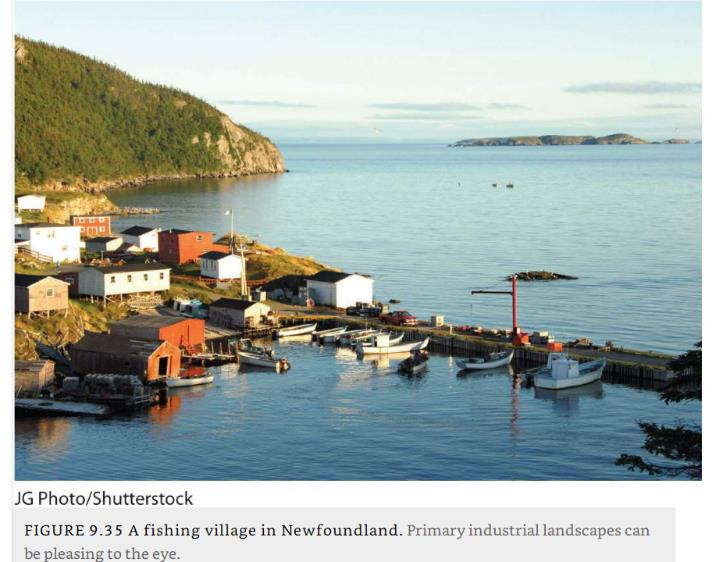 JG Photo/Shutterstock
FIGURE 9.35 A fishing village in Newfoundland. Primary industrial landscapes can
be pleasing to the eye.